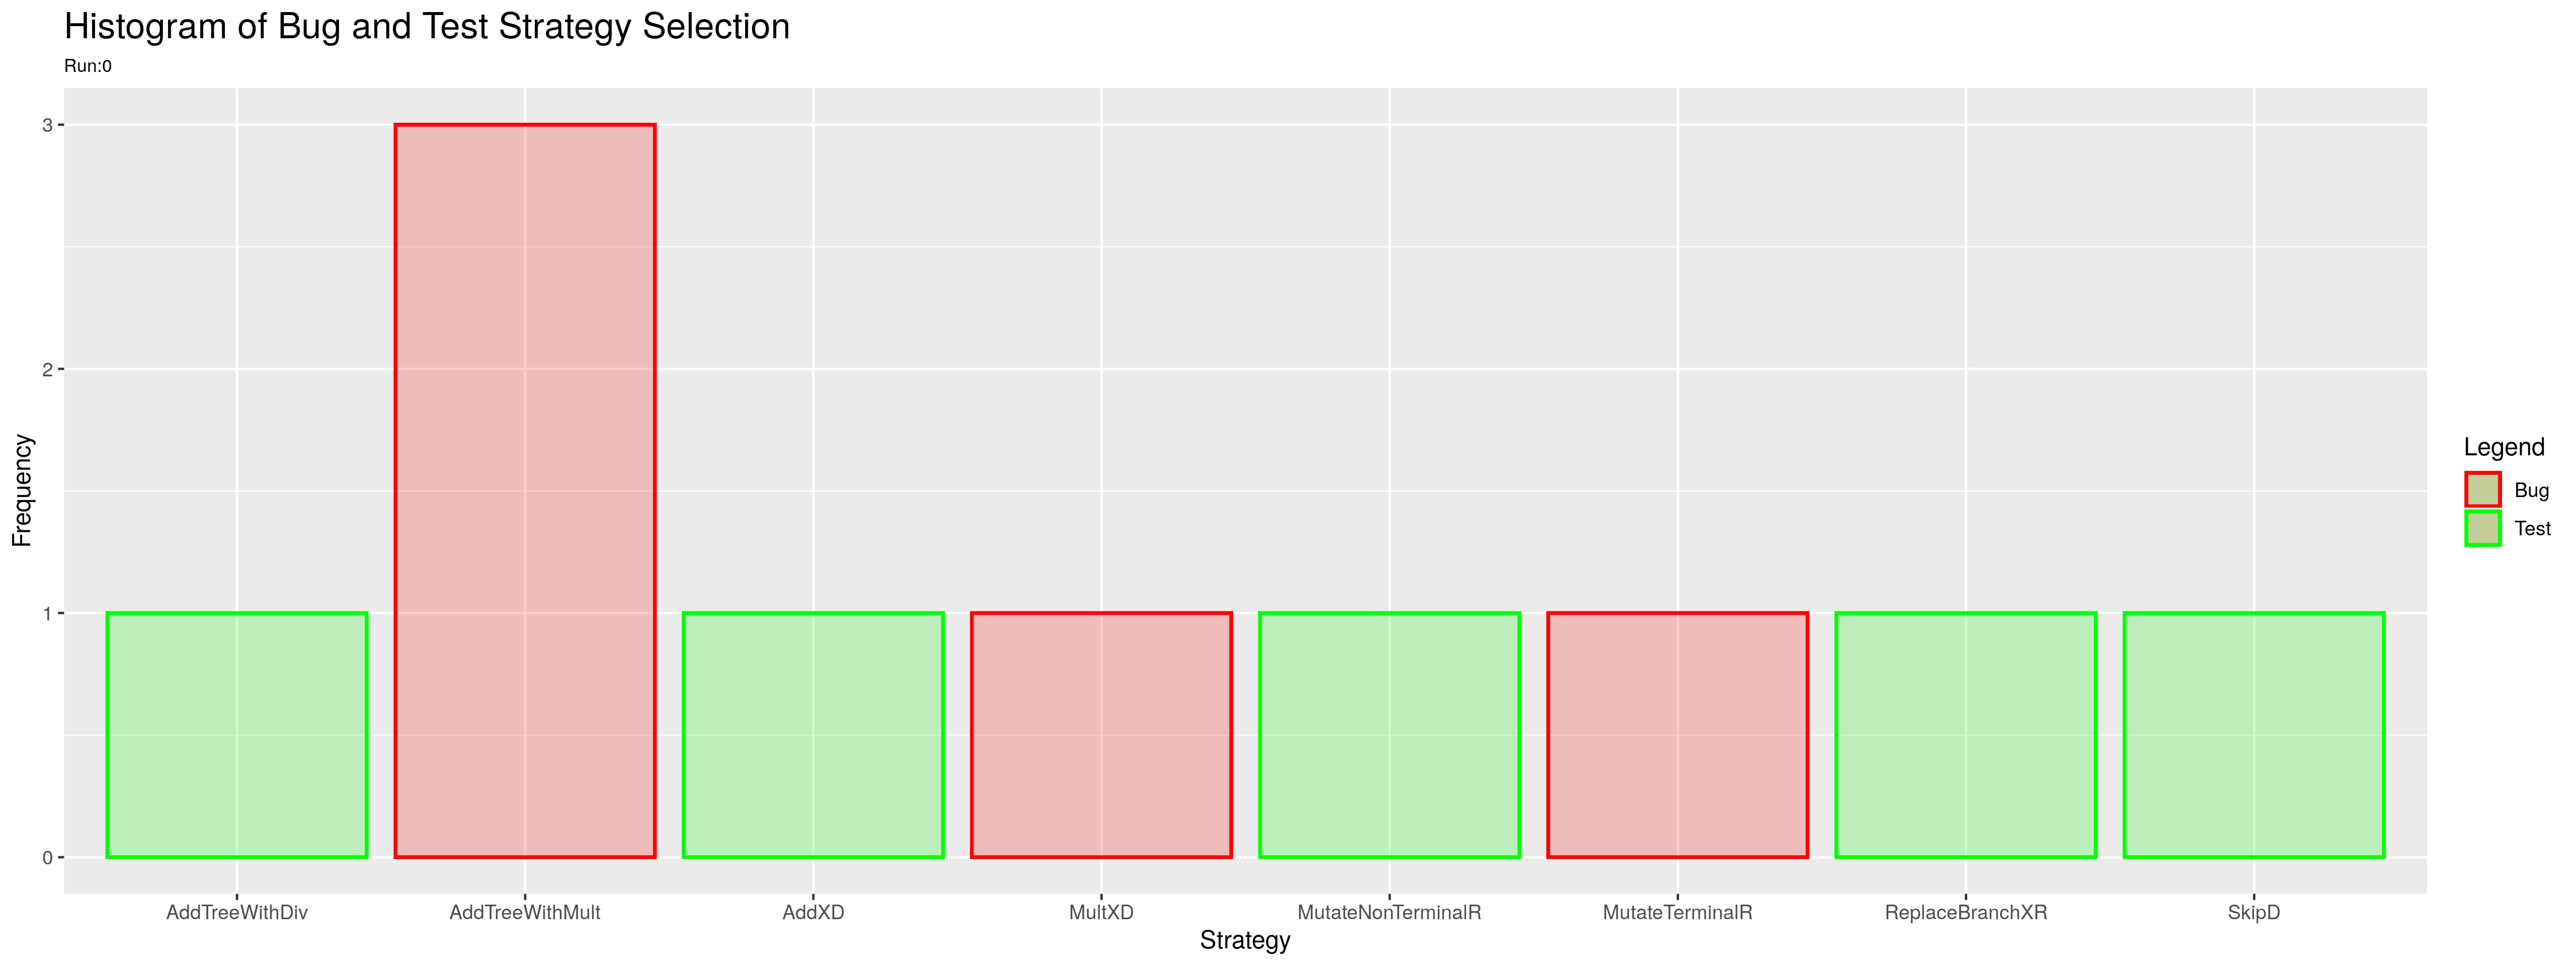 Histogram of Bug and Test Strategy Selection
Run:0
3
2
1
0
Frequency
AddTreeWithDiv AddTreeWithMult AddXD MultXD MutateNonTerminalR MutateTerminalR ReplaceBranchXR SkipD
Strategy
Legend
Bug
Test